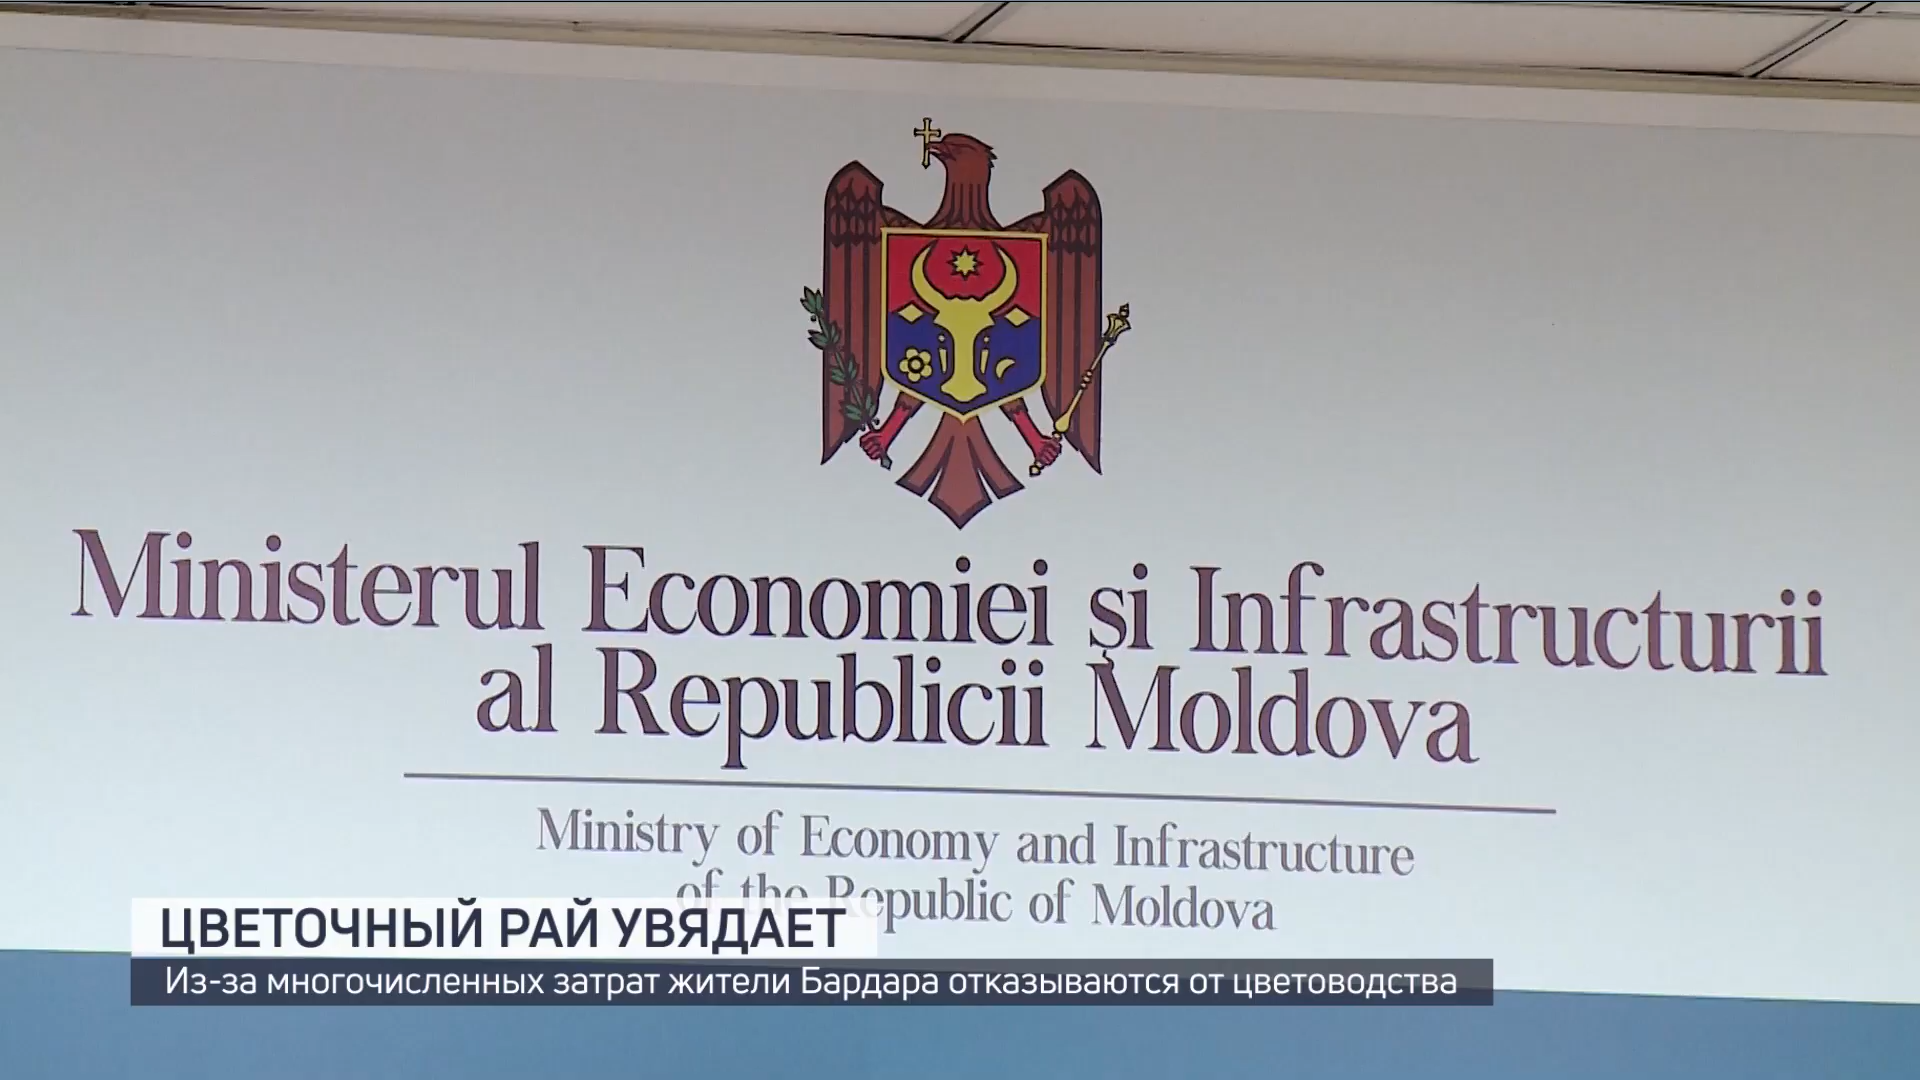 Ministerul Economiei și Infrastructurii
al Republicii Moldova
Ministry of Economy and Infrastructure
of the Republic of Moldova
ЦВЕТОЧНЫЙ РАЙ УВЯДАЕТ
Из-за многочисленных затрат жители Бардара отказываются от цветоводства